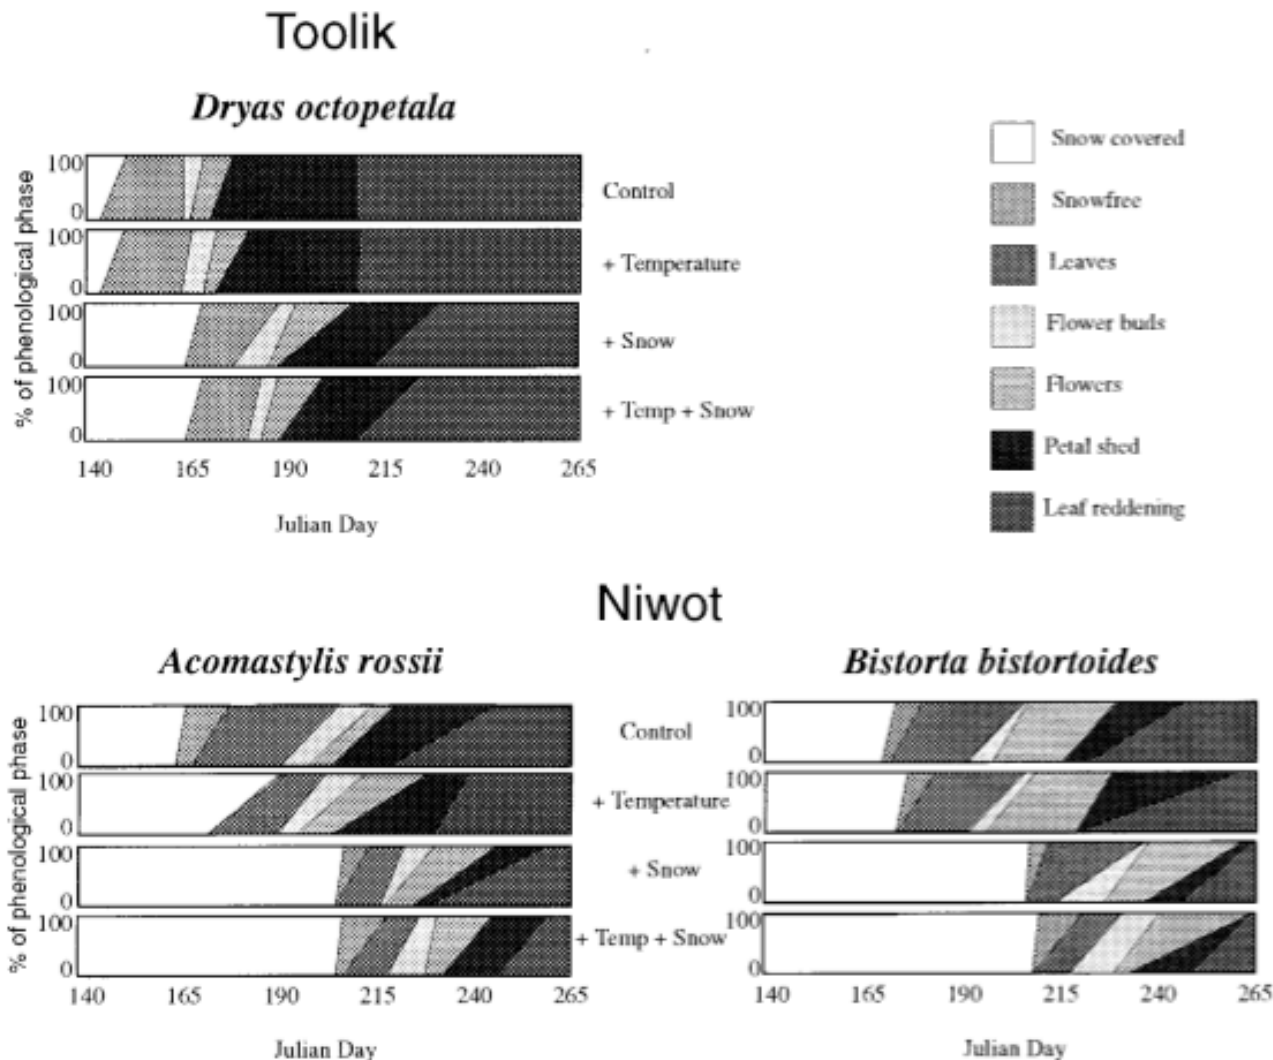 Toolik
Dryas octopetala
% of phenological phase
100
0
Control
100
0
+ Temperature
100
0
+ Snow
100
0
+ Temp + Snow
140 165 190 215 240 265
Julian Day
Snow covered
Snowfree
Leaves
Flower buds
Flowers
Petal shed
Leaf reddening
Niwot
Acomastylis rossii
Bistorta bistortoides
% of phenological phase
100
0
Control
100
0
100
0
+ Temperature
100
0
100
0
+ Snow
100
0
100
0
+ Temp + Snow
100
0
140 165 190 215 240 265
140 165 190 215 240 265
Julian Day
Julian Day